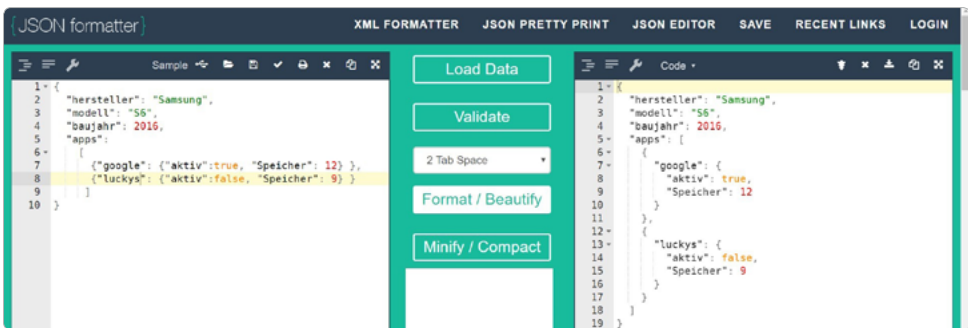 {JSON formatter}
XML FORMATTER JSON PRETTY PRINT JSON EDITOR SAVE RECENT LINKS LOGIN
Sample
1 {
2 "hersteller": "Samsung",
3 "modell": "S6",
4 "baujahr": 2016,
5 "apps":
6 [
7 {"google": {"aktiv":true, "Speicher": 12} },
8 {"luckys": {"aktiv":false, "Speicher": 9} }
9 ]
10 }
Load Data
Validate
2 Tab Space
Format / Beautify
Minify / Compact
Code
1 {
2 "hersteller": "Samsung",
3 "modell": "S6",
4 "baujahr": 2016,
5 "apps": [
6 {
7 "google": {
8 "aktiv": true,
9 "Speicher": 12
10 }
11 },
12 {
13 "luckys": {
14 "aktiv": false,
15 "Speicher": 9
16 }
17 }
18 ]
19 }